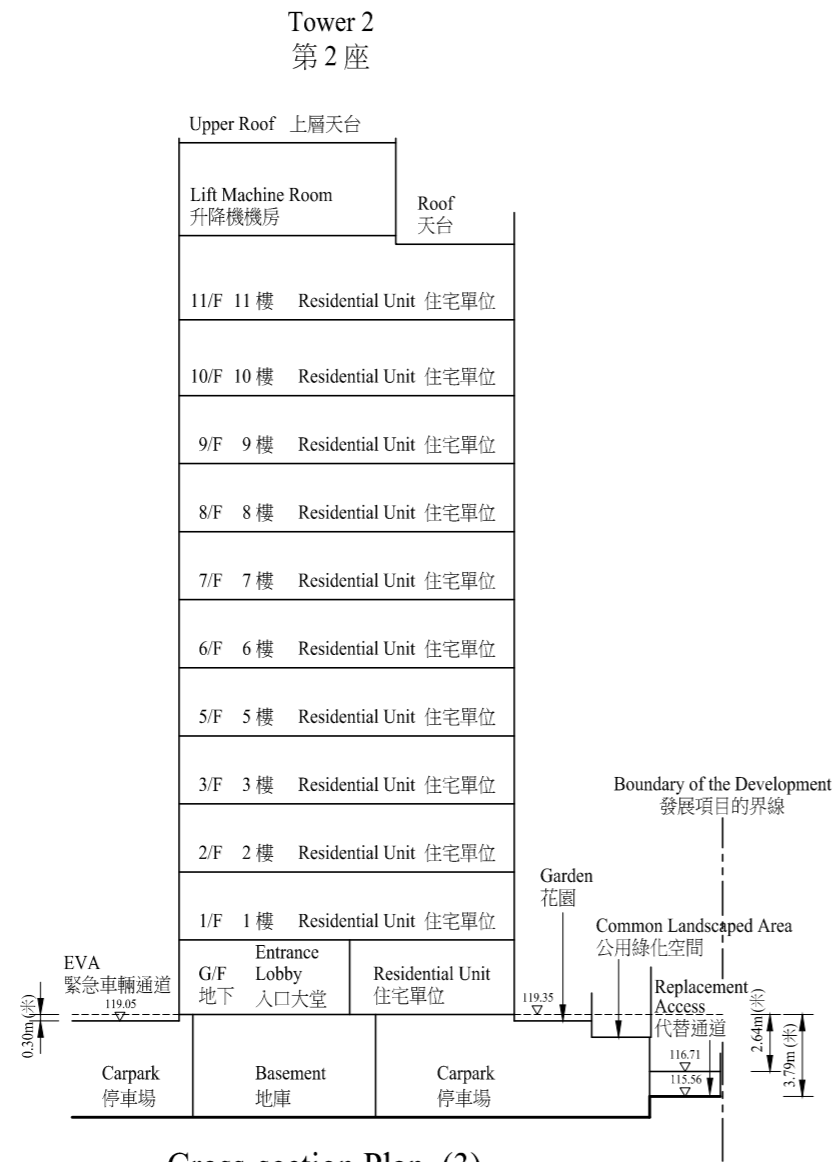 Tower 2
第 2 座
Upper Roof 上層天台
Lift Machine Room
升降機機房
Roof
天台
11/F 11 樓 Residential Unit 住宅單位
10/F 10 樓 Residential Unit 住宅單位
9/F 9 樓 Residential Unit 住宅單位
8/F 8 樓 Residential Unit 住宅單位
7/F 7 樓 Residential Unit 住宅單位
6/F 6 樓 Residential Unit 住宅單位
5/F 5 樓 Residential Unit 住宅單位
3/F 3 樓 Residential Unit 住宅單位
2/F 2 樓 Residential Unit 住宅單位
1/F 1 樓 Residential Unit 住宅單位
Boundary of the Development
發展項目的界線
Garden
花園
Common Landscaped Area
公用綠化空間
EVA
緊急車輛通道
119.05
0.30m (米)
G/F
地下
Entrance
Lobby
入口大堂
Residential Unit
住宅單位
119.35
Replacement
Access
代替通道
116.71
115.56
2.64m (米)
3.79m (米)
Carpark
停車場
Basement
地庫
Carpark
停車場